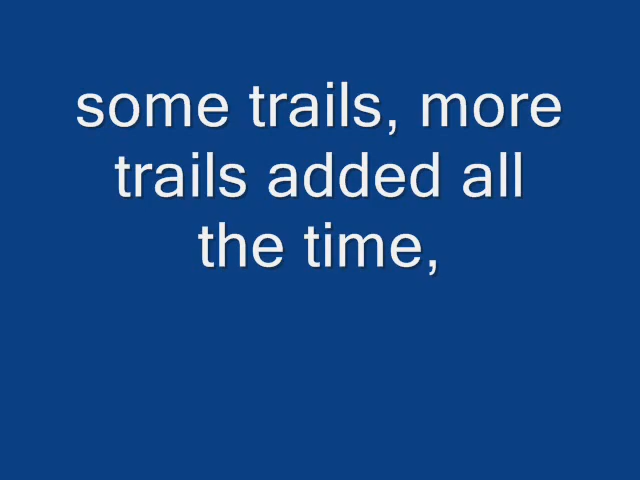 some trails, more
trails added all
the time,